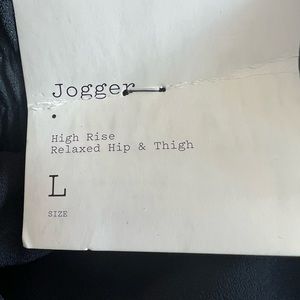 Jogger
High Rise
Relaxed Hip & Thigh
L
SIZE